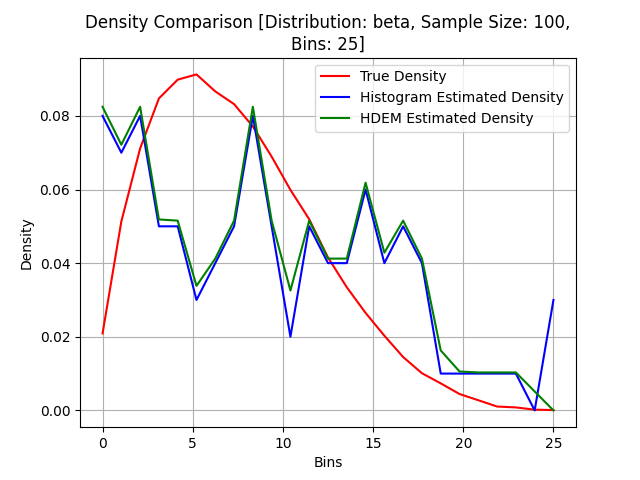 Density Comparison [Distribution: beta, Sample Size: 100,
Bins: 25]
True Density
Histogram Estimated Density
HDEM Estimated Density
Density
0.08
0.06
0.04
0.02
0.00
0
5
10
15
20
25
Bins